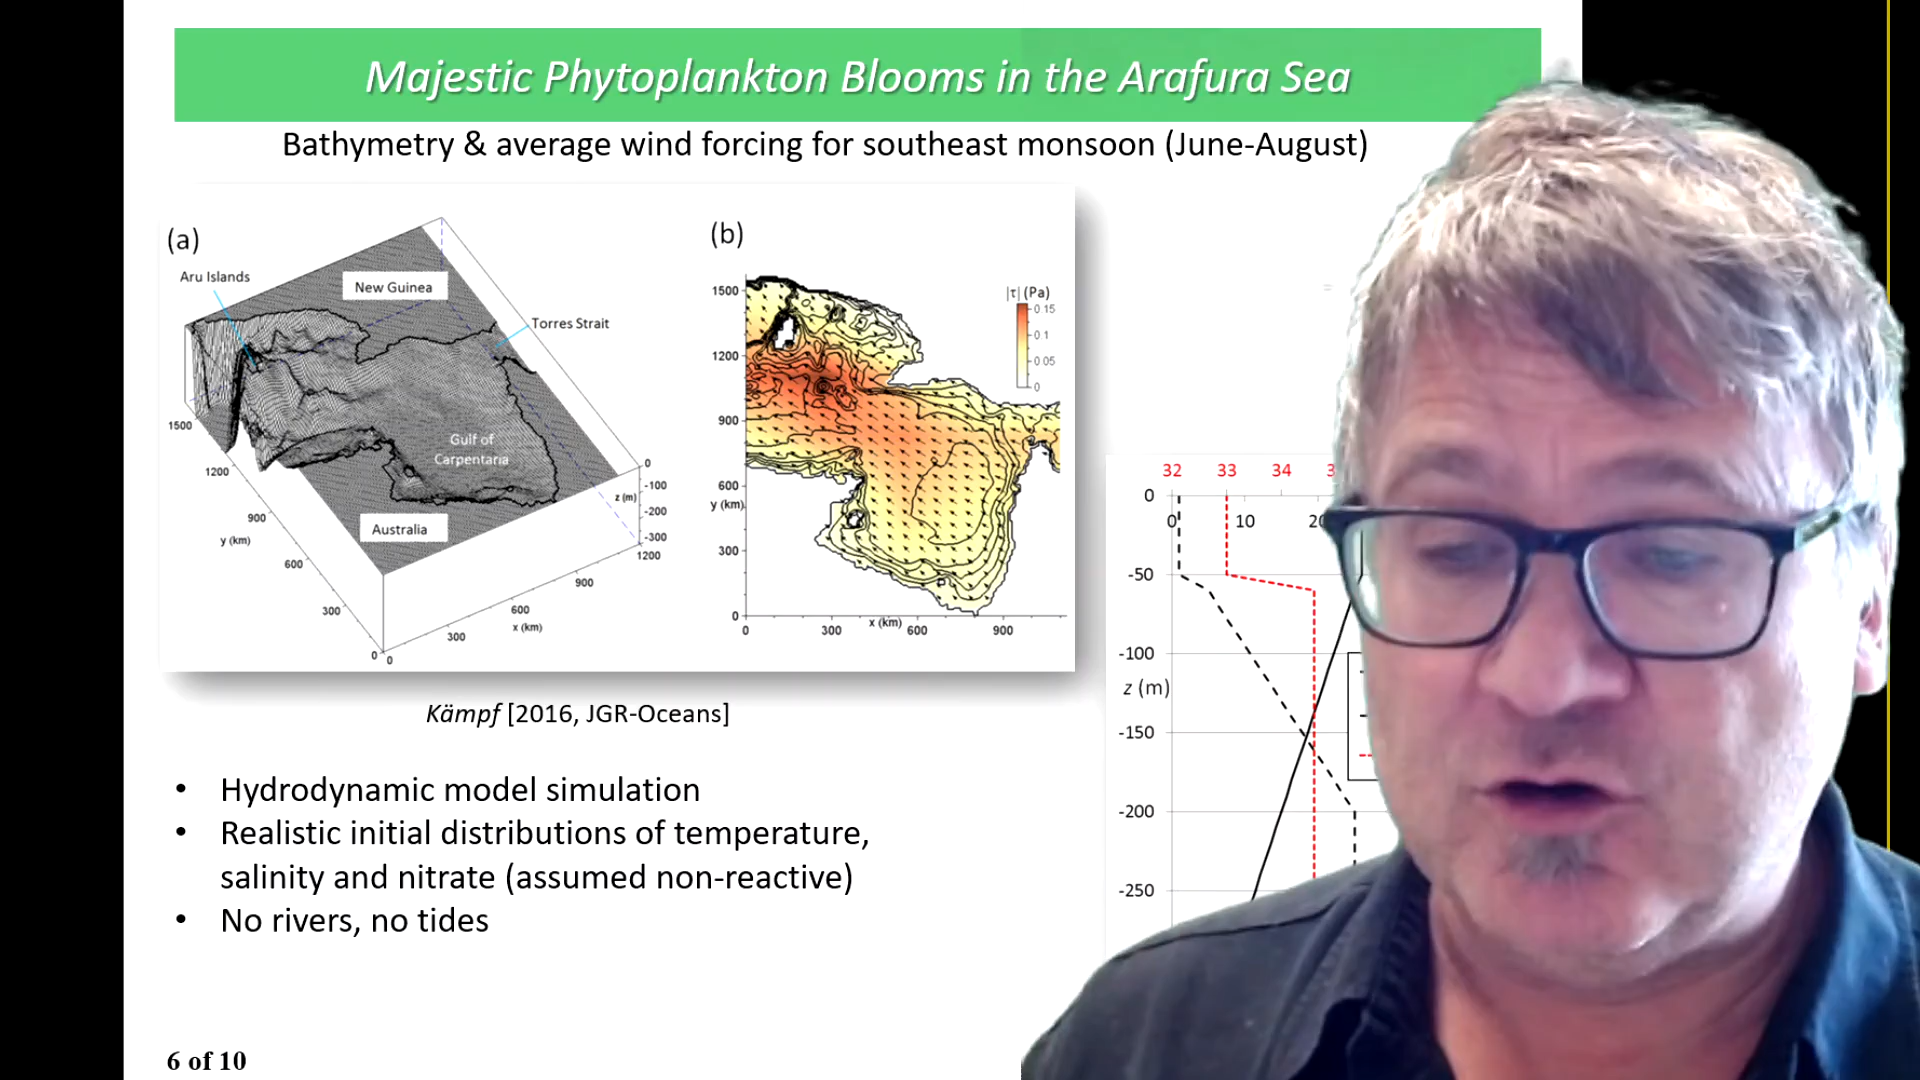 Majestic Phytoplankton Blooms in the Arafura Sea
Bathymetry & average wind forcing for southeast monsoon (June-August)
(a)
Aru Islands
New Guinea
Torres Strait
Gulf of
Carpentaria
Australia
1500
1200
900
y (km)
600
300
0
0
300
600
x (km)
900
1200
0
-100
z (m)
-200
-300
(b)
|τ| (Pa)
0 15
0 1
0 05
0
1500
1200
900
600
y (km)
300
0
0
300
x (km)
600
900
Kämpf [2016, JGR-Oceans]
32 33 34
0
0 10
-50
-100
z (m)
-150
-200
-250
• Hydrodynamic model simulation
• Realistic initial distributions of temperature,
salinity and nitrate (assumed non-reactive)
• No rivers, no tides
6 of 10